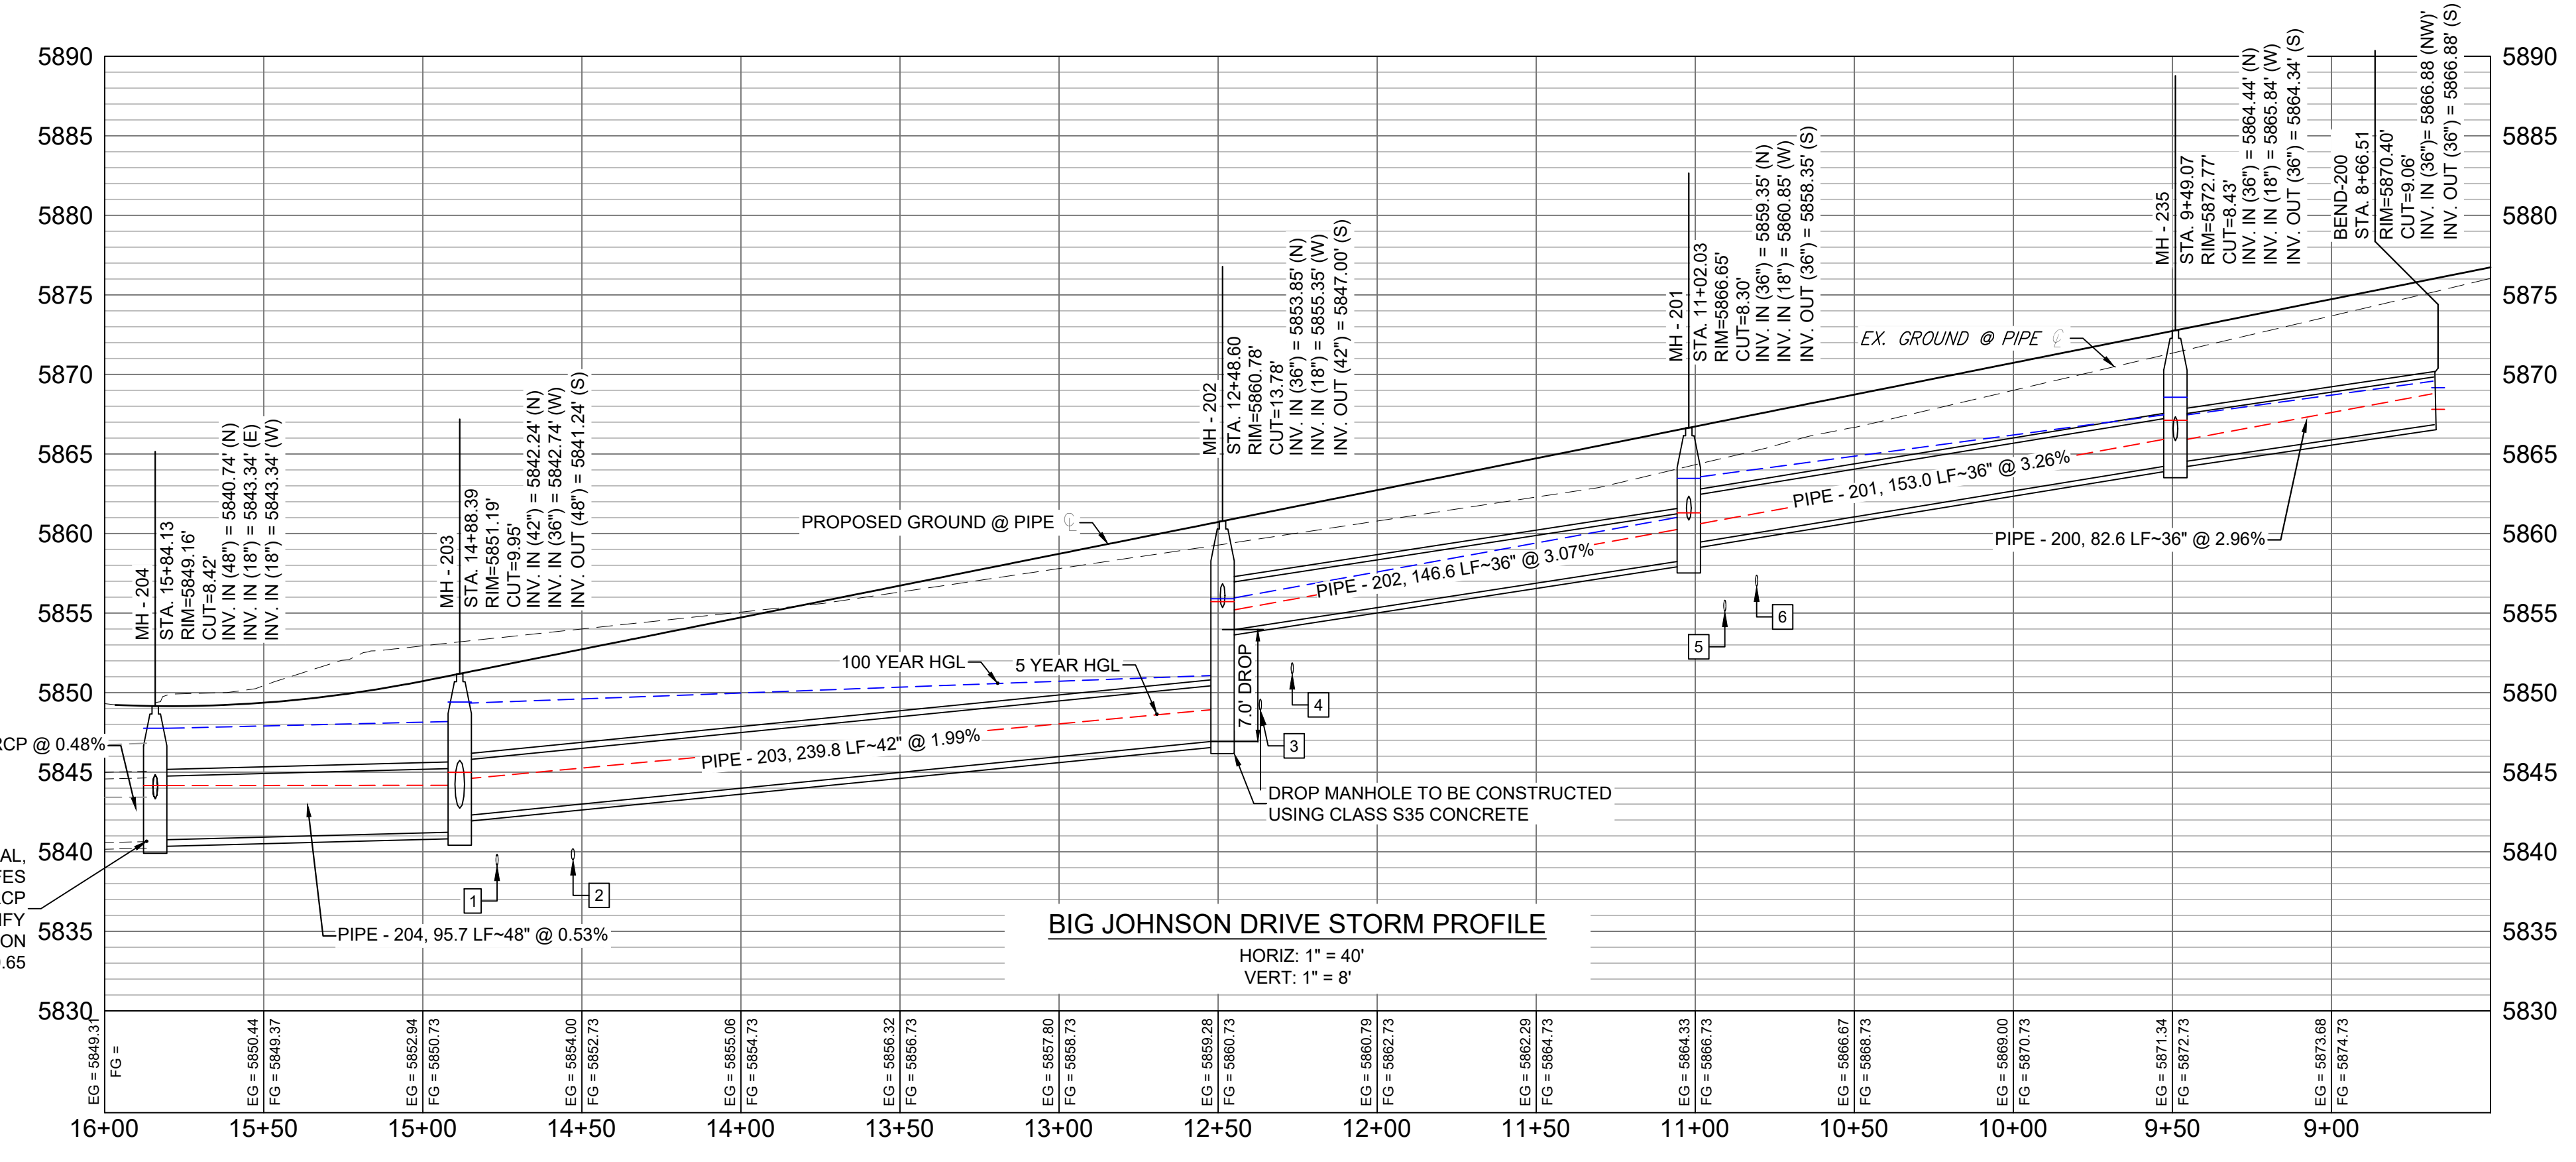 5890
5885
5880
5875
5870
5865
5860
5855
5850
5845
5840
5835
5830
5890
5885
5880
5875
5870
5865
5860
5855
5850
5845
5840
5835
5830
MH - 204
STA. 15+84.13
RIM=5849.16'
CUT=8.42'
INV. IN (48") = 5840.74' (N)
INV. IN (18") = 5843.34' (E)
INV. IN (18") = 5843.34' (W)
MH - 203
STA. 14+88.39
RIM=5851.19'
CUT=9.95'
INV. IN (42") = 5842.24' (N)
INV. IN (36") = 5842.74' (W)
INV. OUT (48") = 5841.24' (S)
MH - 202
STA. 12+48.60
RIM=5860.78'
CUT=13.78'
INV. IN (36") = 5853.85' (N)
INV. IN (18") = 5855.35' (W)
INV. OUT (42") = 5847.00' (S)
MH - 201
STA. 11+02.03
RIM=5866.65'
CUT=8.30'
INV. IN (36") = 5859.35' (N)
INV. IN (18") = 5860.85' (W)
INV. OUT (36") = 5858.35' (S)
MH - 235
STA. 9+49.07
RIM=5872.77'
CUT=8.43'
INV. IN (36") = 5864.44' (N)
INV. IN (18") = 5865.84' (W)
INV. OUT (36") = 5864.34' (S)
BEND-200
STA. 8+66.51
RIM=5870.40'
CUT=9.06'
INV. IN (36")= 5866.88 (NW)'
INV. OUT (36") = 5866.88' (S)
EX. GROUND @ PIPE ℄
PROPOSED GROUND @ PIPE ℄
100 YEAR HGL
5 YEAR HGL
PIPE - 201, 153.0 LF~36" @ 3.26%
PIPE - 200, 82.6 LF~36" @ 2.96%
PIPE - 202, 146.6 LF~36" @ 3.07%
PIPE - 203, 239.8 LF~42" @ 1.99%
PIPE - 204, 95.7 LF~48" @ 0.53%
7.0' DROP
DROP MANHOLE TO BE CONSTRUCTED
USING CLASS S35 CONCRETE
RCP @ 0.48%
1
2
3
4
5
6
BIG JOHNSON DRIVE STORM PROFILE
HORIZ: 1" = 40'
VERT: 1" = 8'
EG = 5849.31
FG =
EG = 5850.44
FG = 5849.37
EG = 5852.94
FG = 5850.73
EG = 5854.00
FG = 5852.73
EG = 5855.06
FG = 5854.73
EG = 5856.32
FG = 5856.73
EG = 5857.80
FG = 5858.73
EG = 5859.28
FG = 5860.73
EG = 5860.79
FG = 5862.73
EG = 5862.29
FG = 5864.73
EG = 5864.33
FG = 5866.73
EG = 5866.67
FG = 5868.73
EG = 5869.00
FG = 5870.73
EG = 5871.34
FG = 5872.73
EG = 5873.68
FG = 5874.73
16+00
15+50
15+00
14+50
14+00
13+50
13+00
12+50
12+00
11+50
11+00
10+50
10+00
9+50
9+00